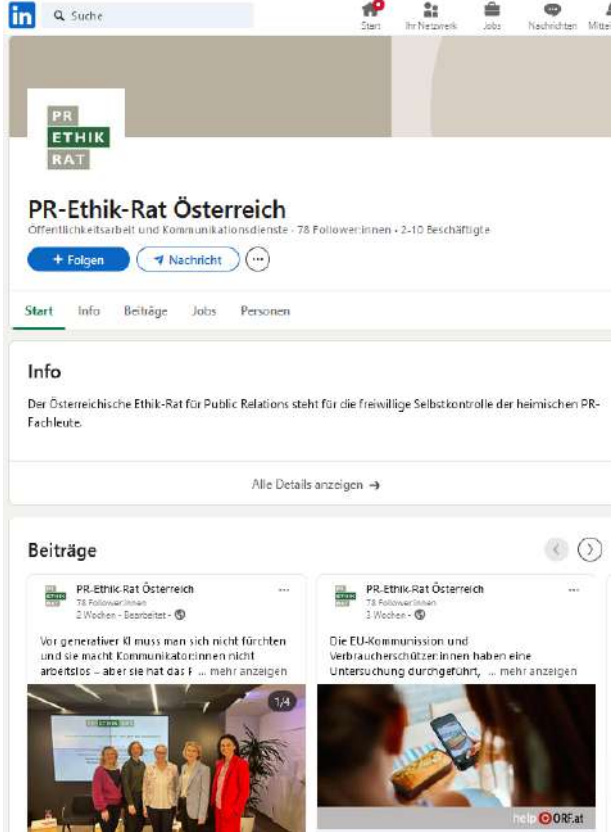 in
Suche
Start
Ihr Netzwerk
Jobs
Nachrichten
PR
ETHIK
RAT
PR-Ethik-Rat Österreich
Öffentlichkeitsarbeit und Kommunikationsdienste · 78 Follower:innen · 2-10 Beschäftigte
+ Folgen
Nachricht
Start Info Beiträge Jobs Personen
Info
Der Österreichische Ethik-Rat für Public Relations steht für die freiwillige Selbstkontrolle der heimischen PR-
Fachleute.
Alle Details anzeigen →
Beiträge
PR-Ethik-Rat Österreich
78 Follower:innen
2 Wochen · Bearbeitet ·
Vor generativer KI muss man sich nicht fürchten
und sie macht Kommunikator:innen nicht
arbeitslos – aber sie hat das F ... mehr anzeigen
1/4
PR-Ethik-Rat Österreich
78 Follower:innen
3 Wochen ·
Die EU-Kommunission und
Verbraucherschützer:innen haben eine
Untersuchung durchgeführt, ... mehr anzeigen
help ORF.at